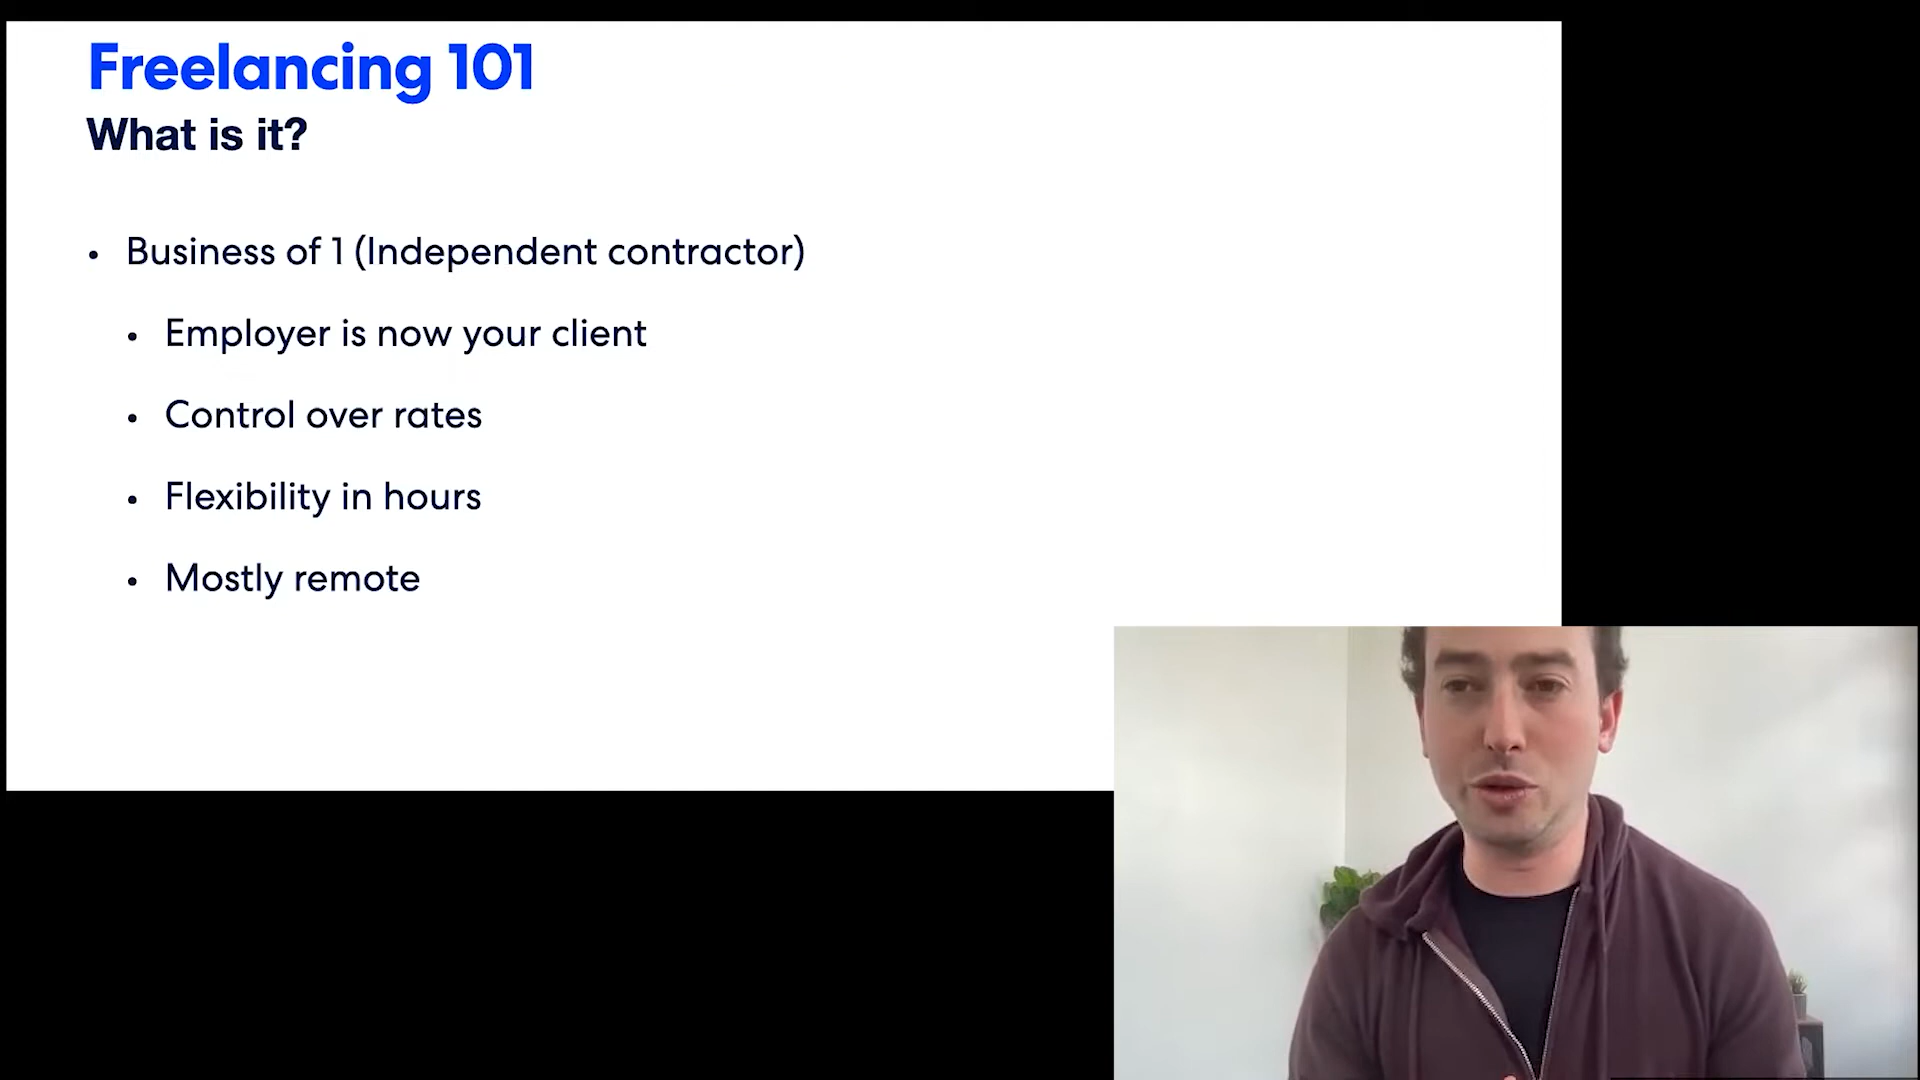 Freelancing 101
What is it?
• Business of 1 (Independent contractor)
• Employer is now your client
• Control over rates
• Flexibility in hours
• Mostly remote